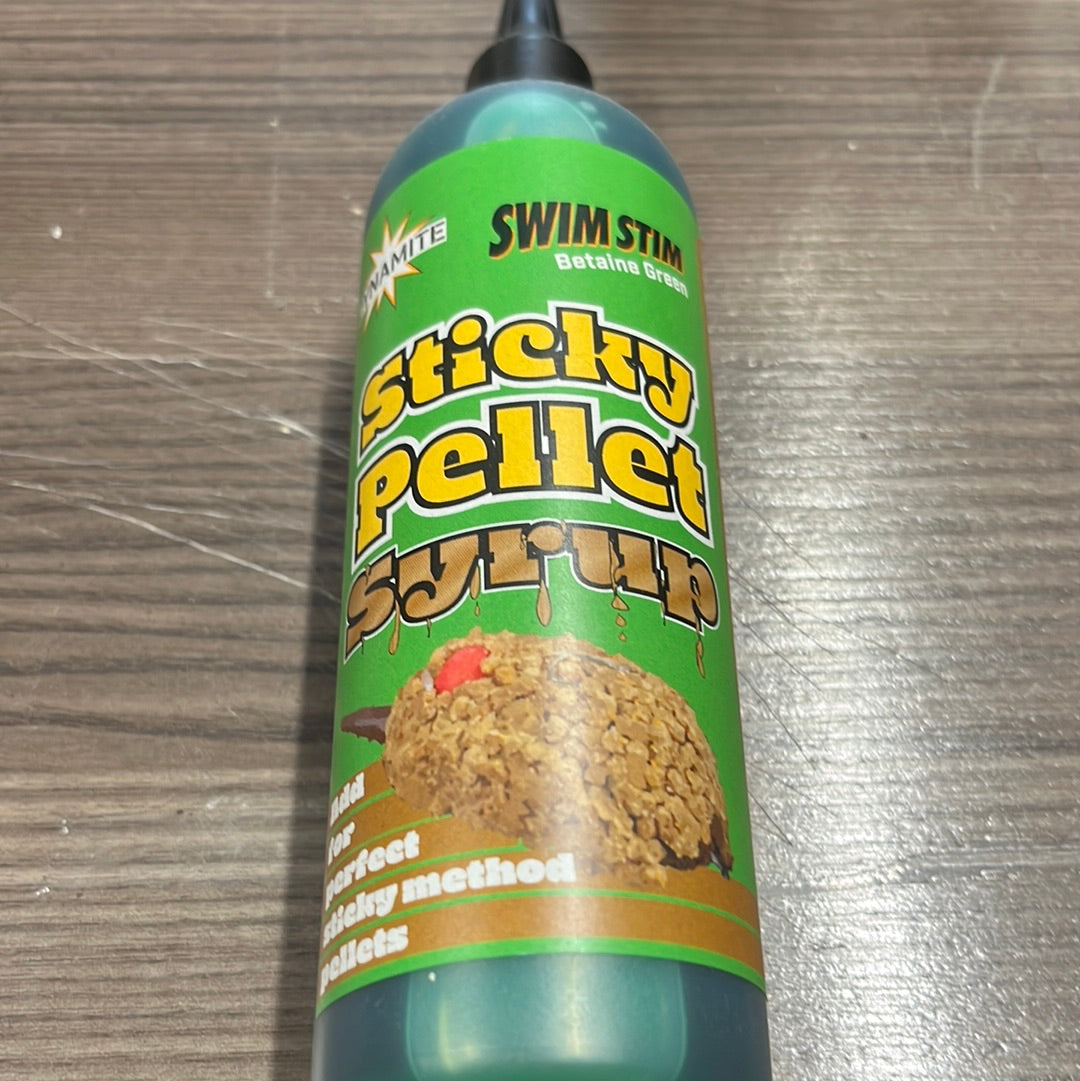 DYNAMITE
SWIM STIM
Betaine Green
Sticky
Pellet
Syrup
Add
for
perfect
sticky method
pellets